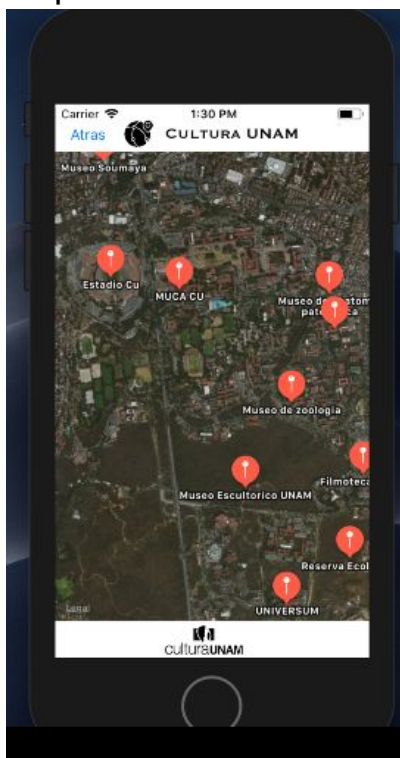 Carrier 1:30 PM
Atras CULTURA UNAM
Museo Soumaya
Estadio Cu
MUCA CU
Museo de
Museo de zoologia
Filmoteca
Museo Escultorico UNAM
Reserva Ecol
UNIVERSUM
Legal
culturaUNAM